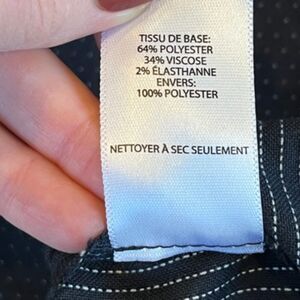 TISSU DE BASE:
64% POLYESTER
34% VISCOSE
2% ÉLASTHANNE
ENVERS:
100% POLYESTER
NETTOYER À SEC SEULEMENT